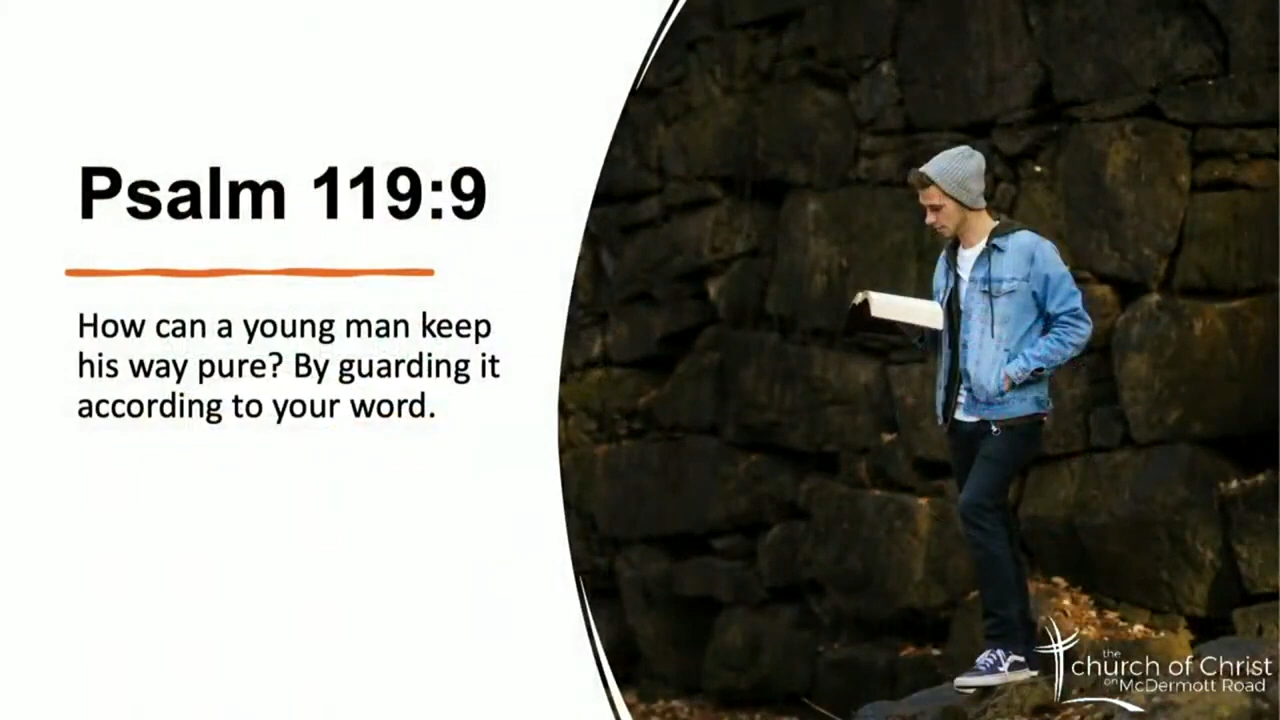 Psalm 119:9
How can a young man keep
his way pure? By guarding it
according to your word.
the
church of Christ
on McDermott Road